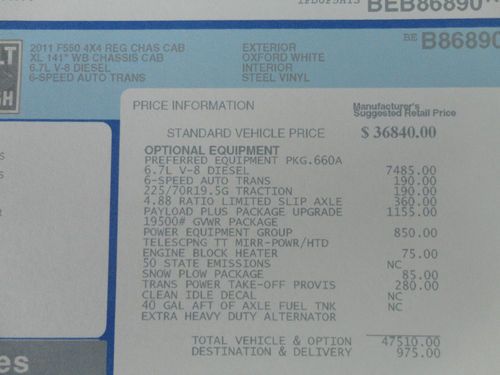 BEB86890
BE B86890
2011 F550 4X4 REG CHAS CAB
XL 141" WB CHASSIS CAB
6.7L V-8 DIESEL
6-SPEED AUTO TRANS
EXTERIOR
OXFORD WHITE
INTERIOR
STEEL VINYL
PRICE INFORMATION
Manufacturer's
Suggested Retail Price
STANDARD VEHICLE PRICE $ 36840.00
OPTIONAL EQUIPMENT
PREFERRED EQUIPMENT PKG.660A
6.7L V-8 DIESEL 7485.00
6-SPEED AUTO TRANS 190.00
225/70R19.5G TRACTION 190.00
4.88 RATIO LIMITED SLIP AXLE 360.00
PAYLOAD PLUS PACKAGE UPGRADE 1155.00
19500# GVWR PACKAGE
POWER EQUIPMENT GROUP 850.00
TELESCPNG TT MIRR-POWR/HTD
ENGINE BLOCK HEATER 75.00
50 STATE EMISSIONS NC
SNOW PLOW PACKAGE 85.00
TRANS POWER TAKE-OFF PROVIS 280.00
CLEAN IDLE DECAL NC
40 GAL AFT OF AXLE FUEL TNK NC
EXTRA HEAVY DUTY ALTERNATOR
TOTAL VEHICLE & OPTION 47510.00
DESTINATION & DELIVERY 975.00